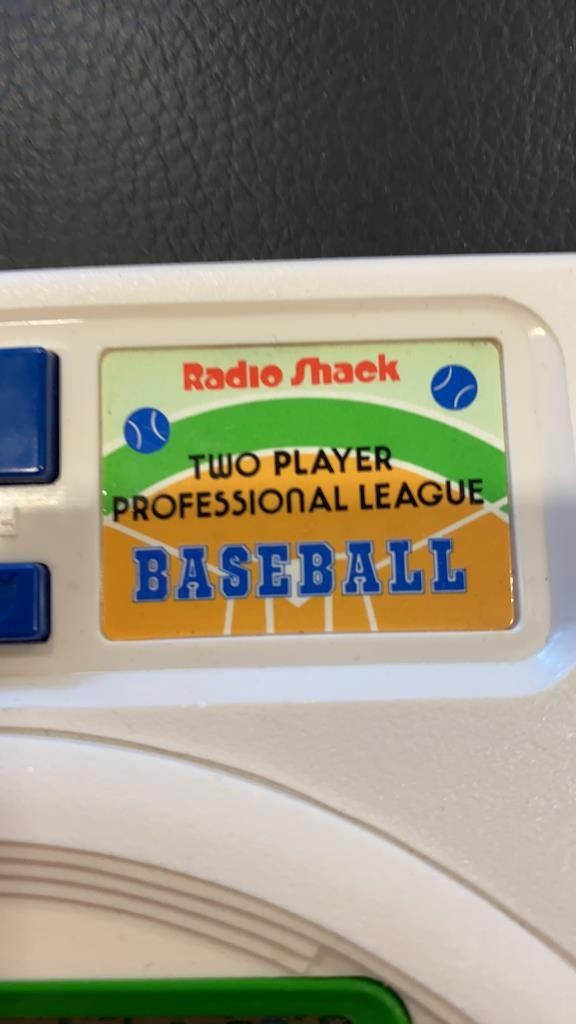 Radio Shack
TWO PLAYER
PROFESSIONAL LEAGUE
BASEBALL